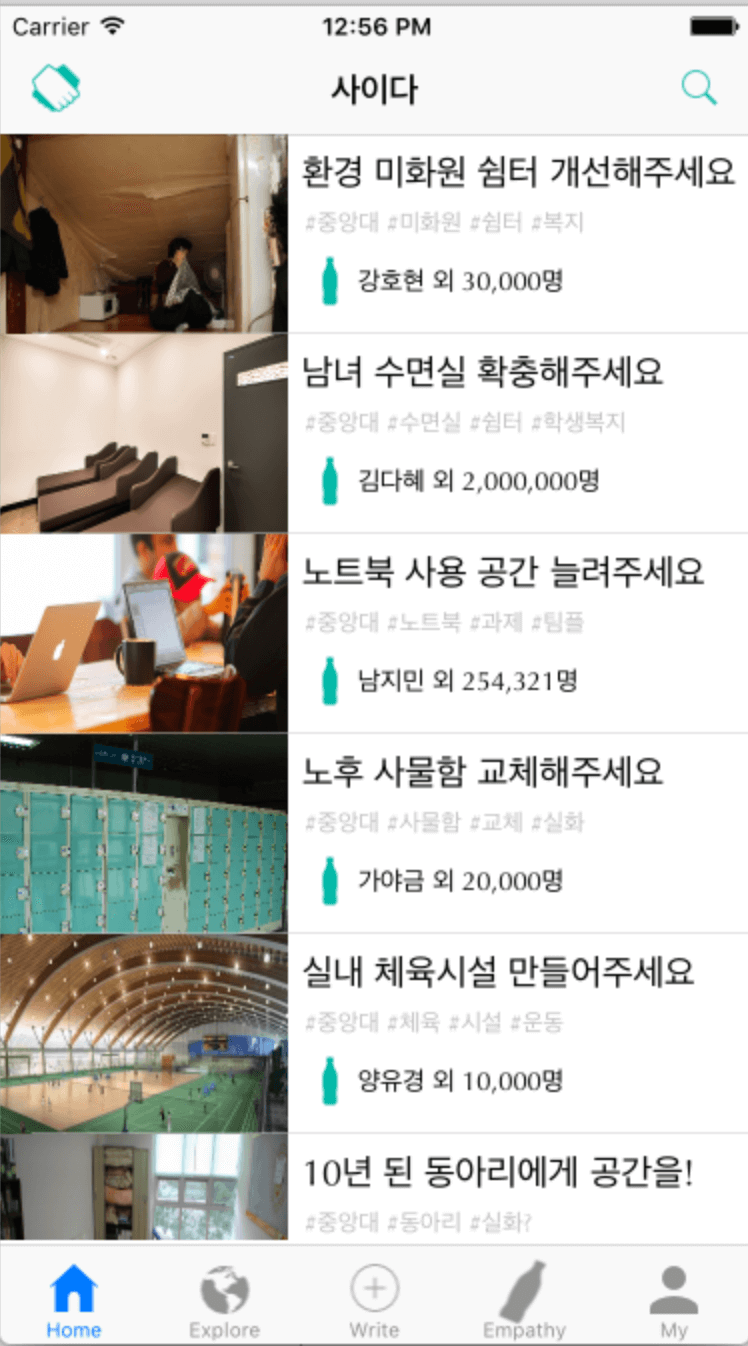 Carrier 12:56 PM
사이다
환경 미화원 쉼터 개선해주세요
#중앙대 #미화원 #쉼터 #복지
강호현 외 30,000명
남녀 수면실 확충해주세요
#중앙대 #수면실 #쉼터 #학생복지
김다혜 외 2,000,000명
노트북 사용 공간 늘려주세요
#중앙대 #노트북 #과제 #팀플
남지민 외 254,321명
노후 사물함 교체해주세요
#중앙대 #사물함 #교체 #실화
가야금 외 20,000명
실내 체육시설 만들어주세요
#중앙대 #체육 #시설 #운동
양유경 외 10,000명
10년 된 동아리에게 공간을!
#중앙대 #동아리 #실화?
Home Explore Write Empathy My